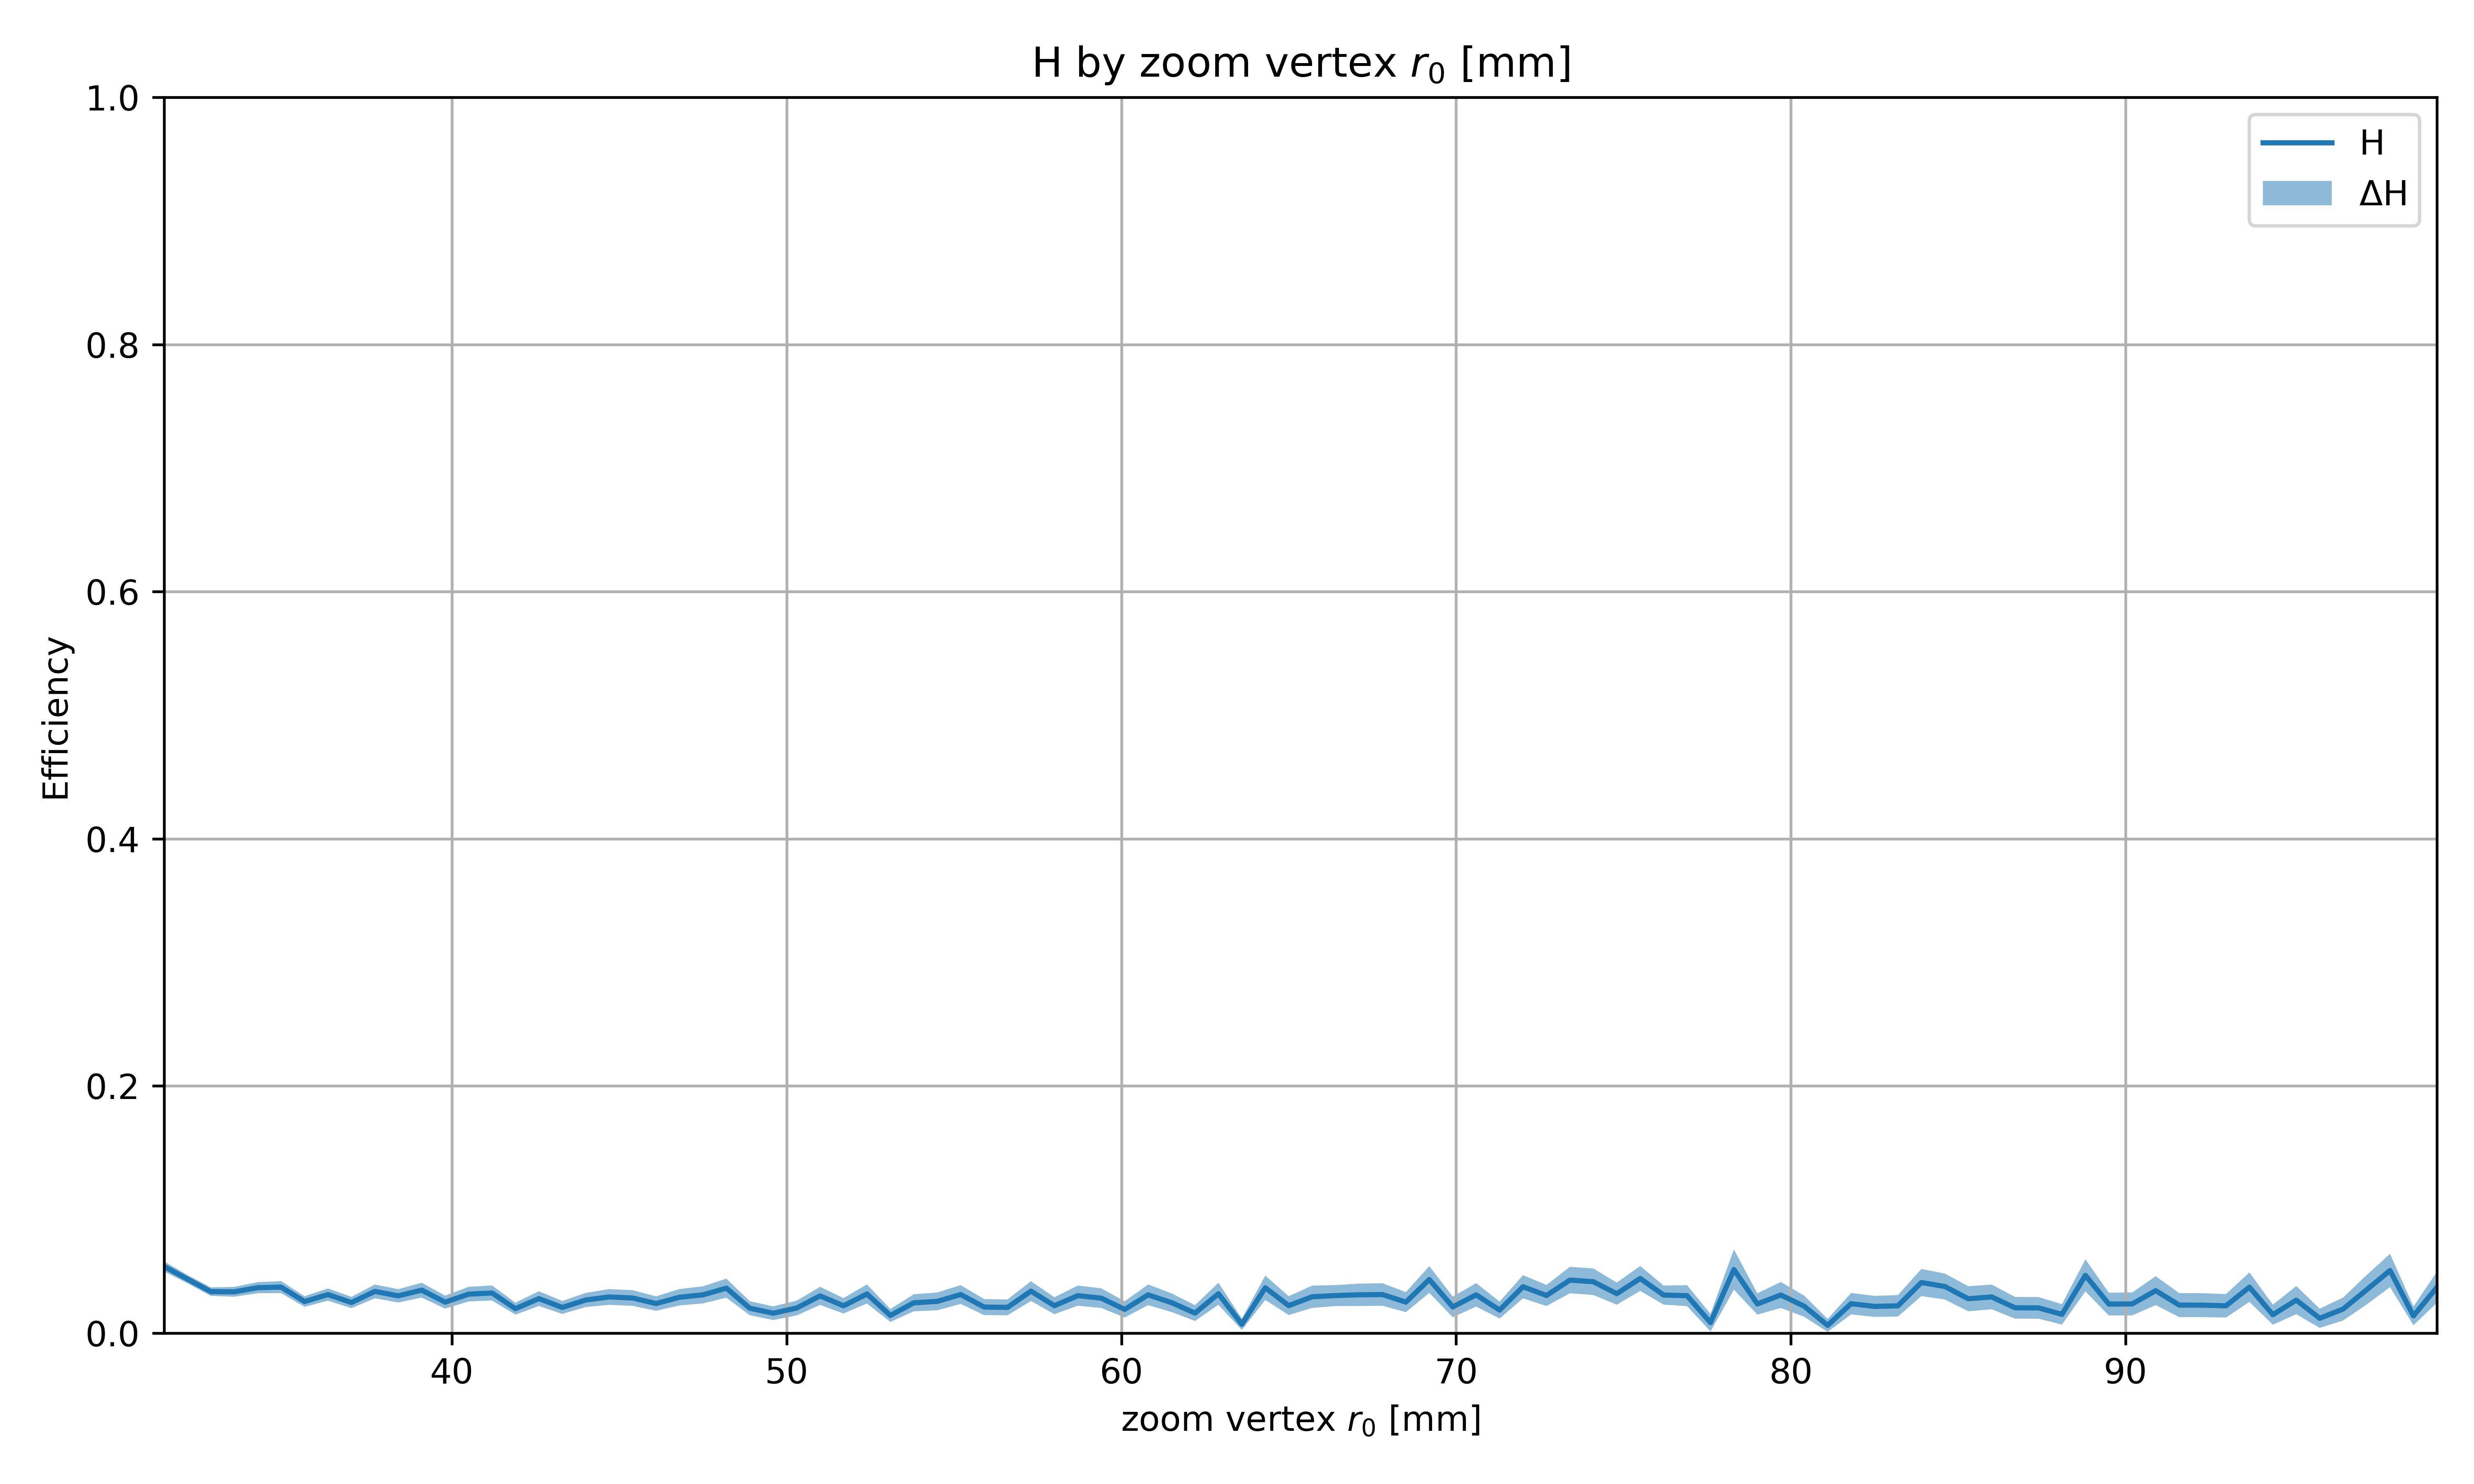 H by zoom vertex r₀ [mm]
1.0
0.8
0.6
0.4
0.2
0.0
Efficiency
H
ΔH
40 50 60 70 80 90
zoom vertex r₀ [mm]